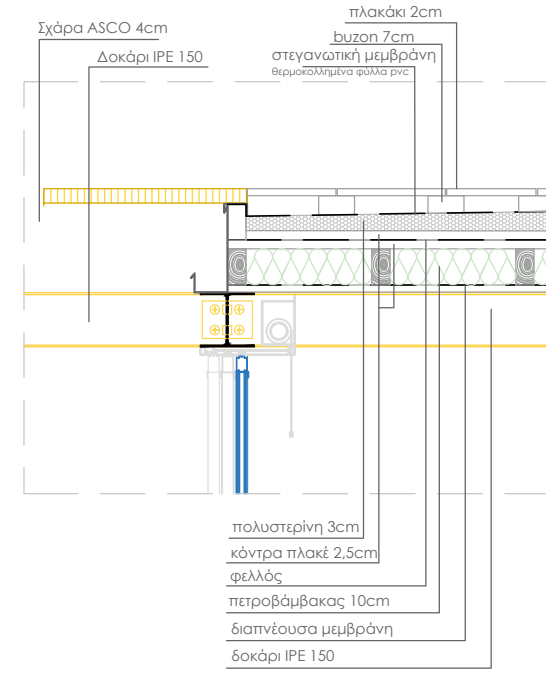 πλακάκι 2cm
Σχάρα ASCO 4cm
buzon 7cm
Δοκάρι IPE 150
στεγανωτική μεμβράνη
θερμοκολλημένα φύλλα pvc
πολυστερίνη 3cm
κόντρα πλακέ 2,5cm
φελλός
πετροβάμβακας 10cm
διαπνέουσα μεμβράνη
δοκάρι IPE 150